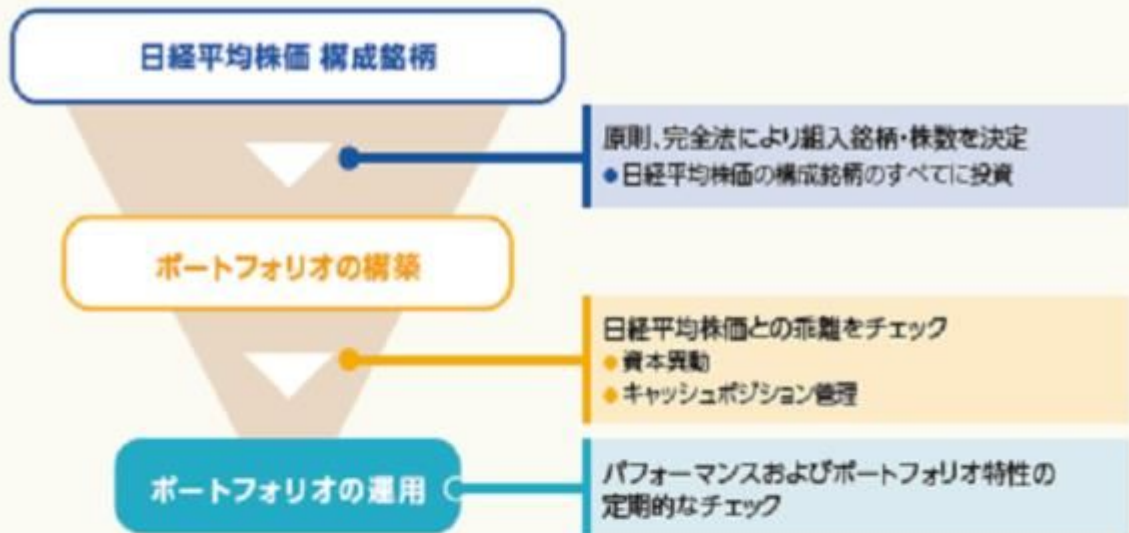 日経平均株価 構成銘柄
原則、完全法により組入銘柄・株数を決定
●日経平均株価の構成銘柄のすべてに投資
ポートフォリオの構築
日経平均株価との乖離をチェック
●資本異動
●キャッシュポジション管理
ポートフォリオの運用
パフォーマンスおよびポートフォリオ特性の
定期的なチェック